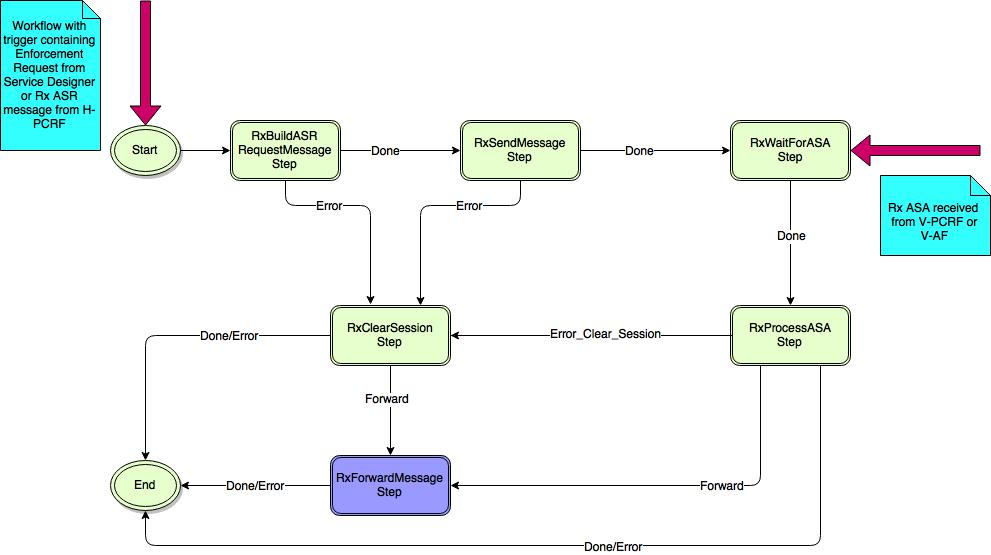 Workflow with
trigger containing
Enforcement
Request from
Service Designer
or Rx ASR
message from H-
PCRF
Start
RxBuildASR
RequestMessage
Step
Done
RxSendMessage
Step
Done
RxWaitForASA
Step
Rx ASA received
from V-PCRF or
V-AF
Error
Error
Done
RxClearSession
Step
Done/Error
Error_Clear_Session
RxProcessASA
Step
Forward
End
Done/Error
RxForwardMessage
Step
Forward
Done/Error